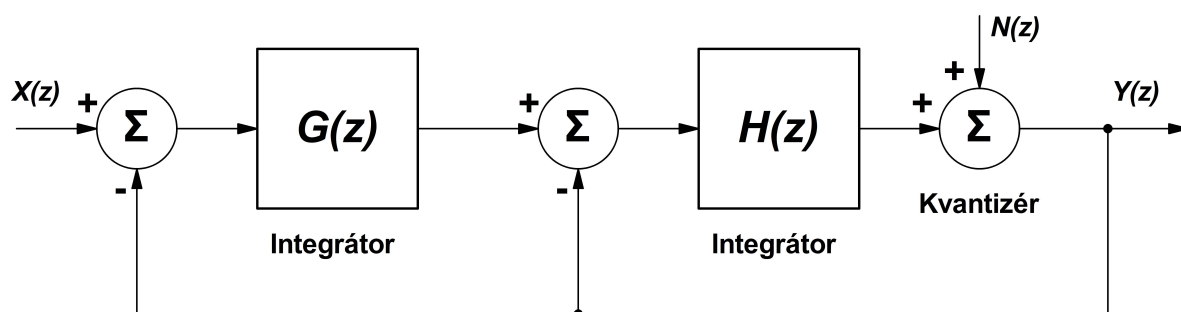 N(z)
X(z)
+
+
+
+
Y(z)
Σ
G(z)
Σ
H(z)
Σ
-
-
Kvantizér
Integrátor
Integrátor